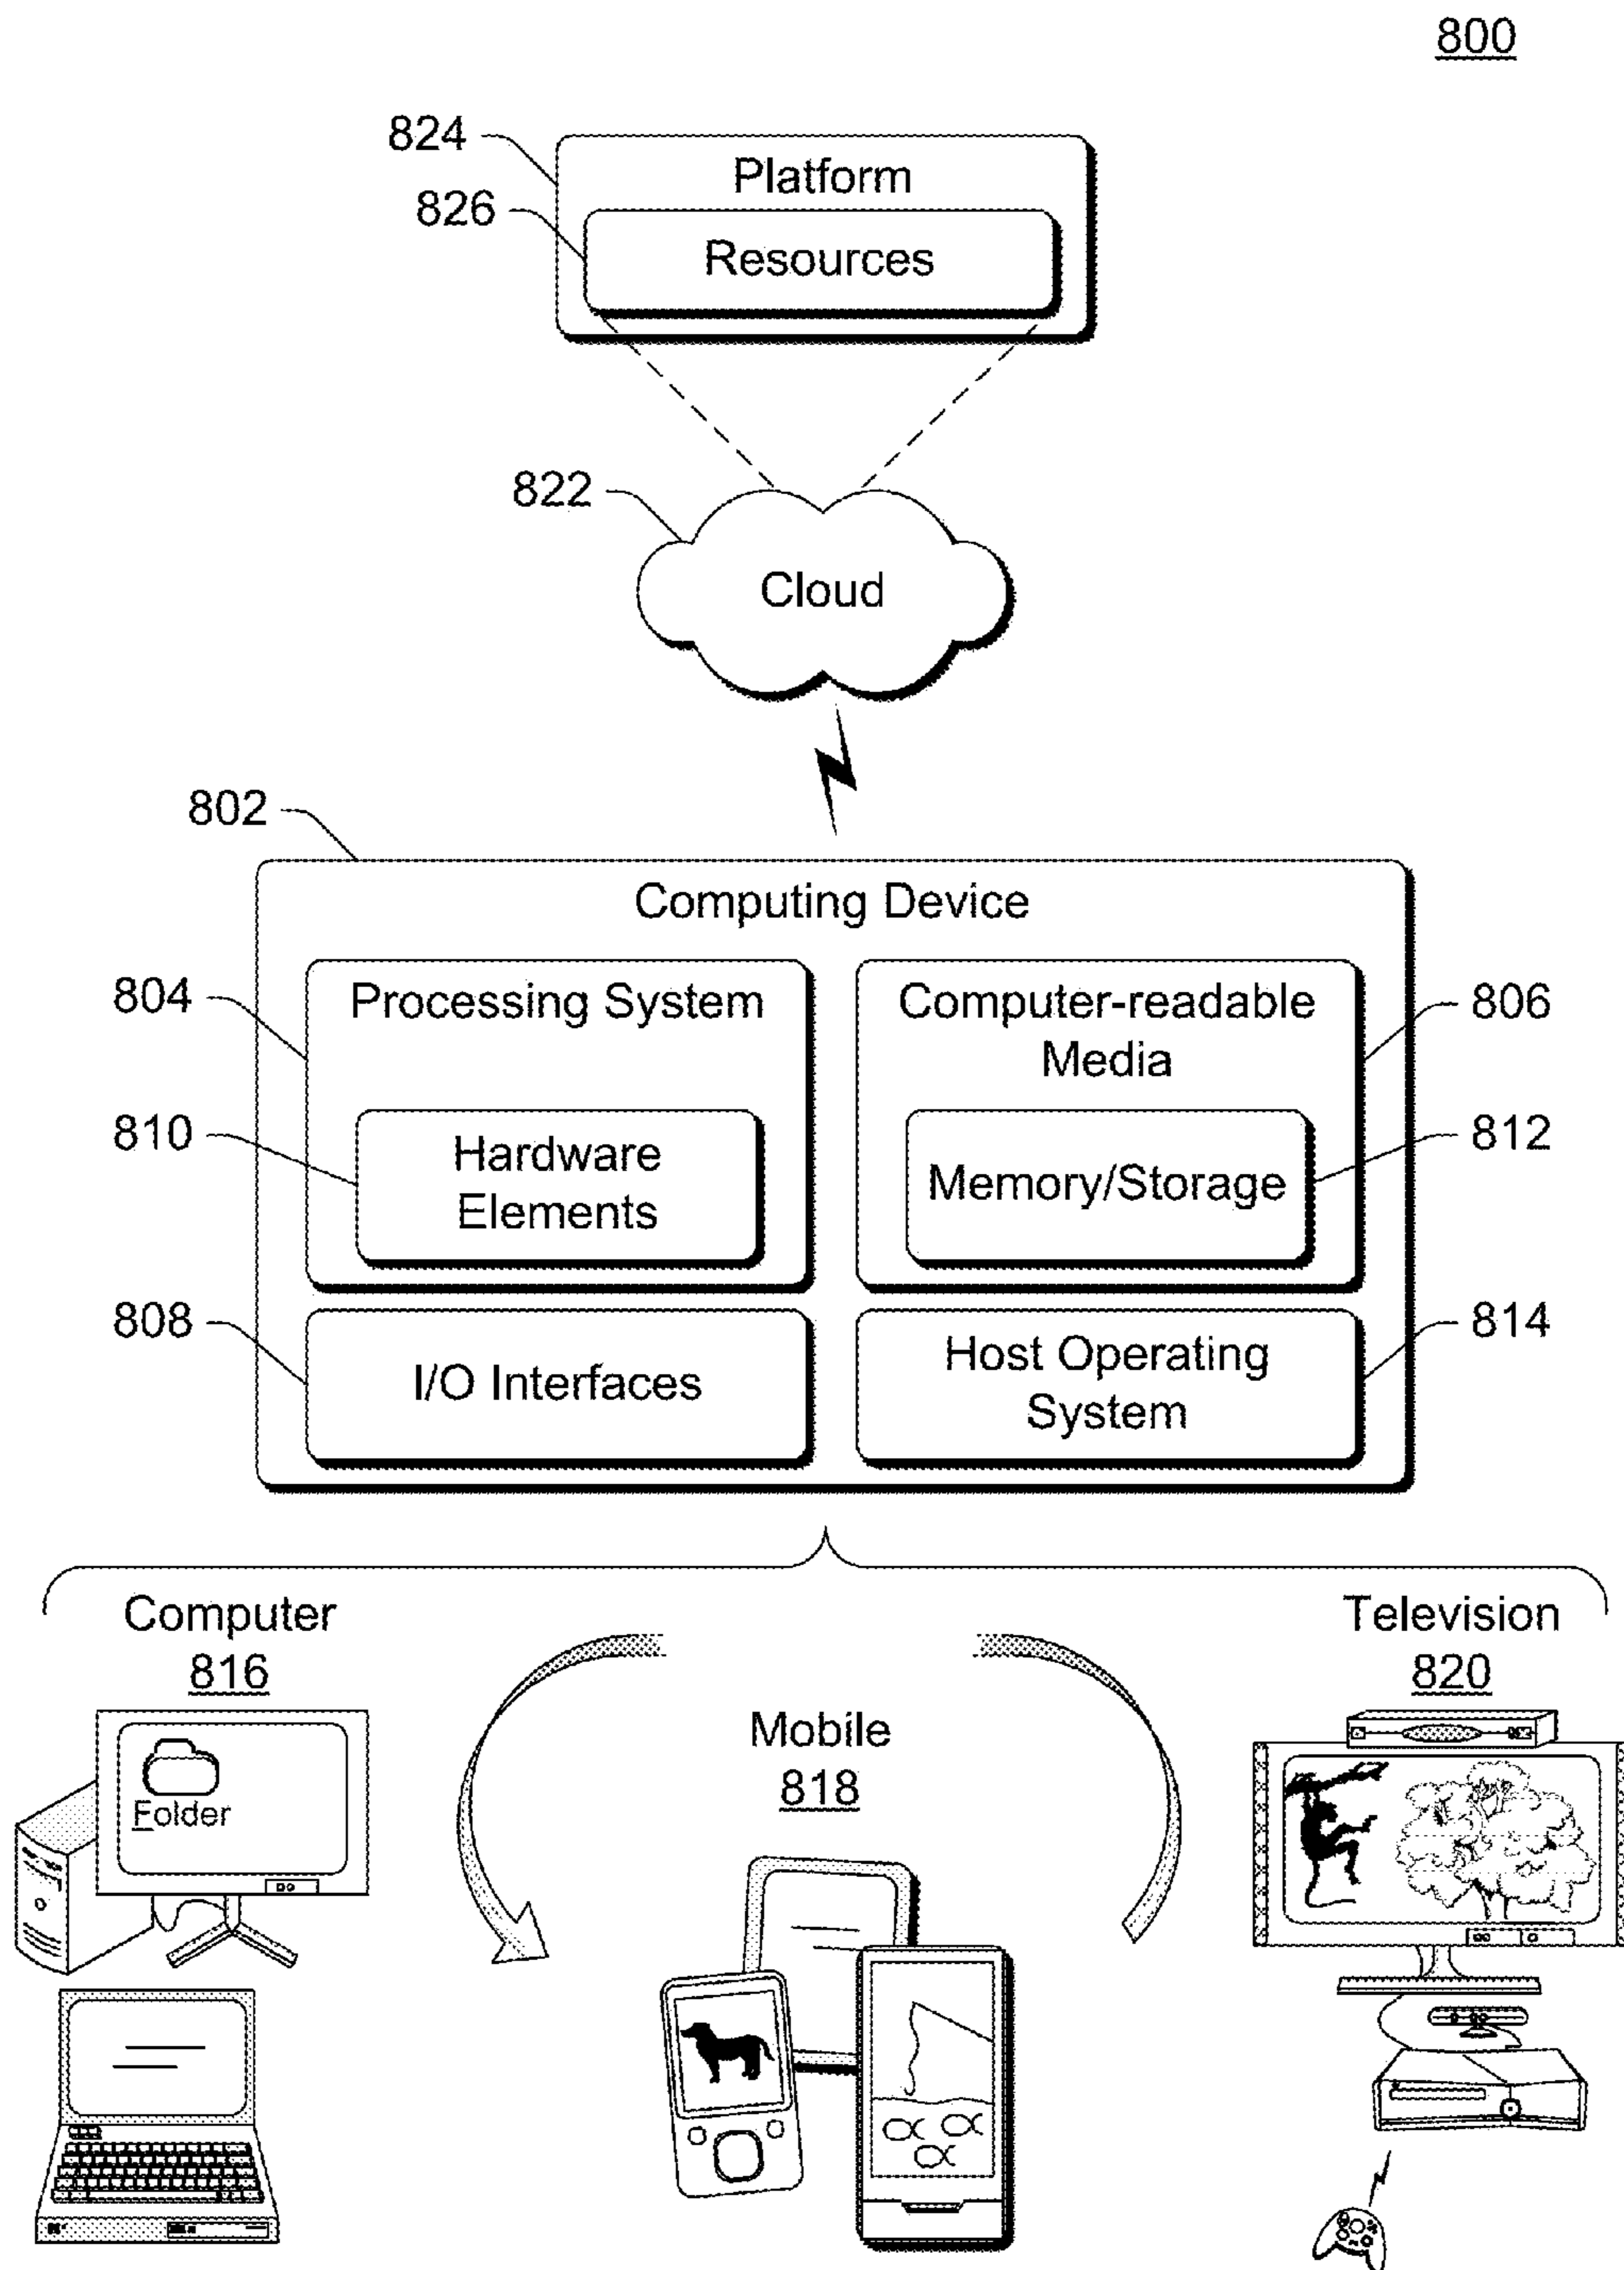 800
824
Platform
826
Resources
822
Cloud
802
Computing Device
804
Processing System
Computer-readable
Media
806
810
Hardware
Elements
Memory/Storage
812
808
I/O Interfaces
Host Operating
System
814
Computer
816
Folder
Mobile
818
Television
820